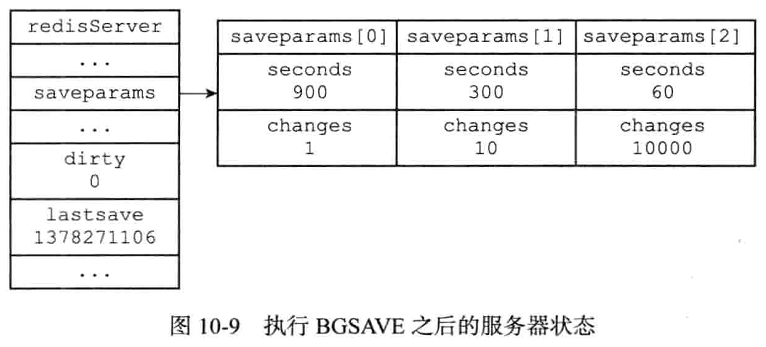 redisServer
...
saveparams
...
dirty
0
lastsave
1378271106
...
saveparams[0] saveparams[1] saveparams[2]
seconds seconds seconds
900 300 60
changes changes changes
1 10 10000
图 10-9 执行 BGSAVE 之后的服务器状态